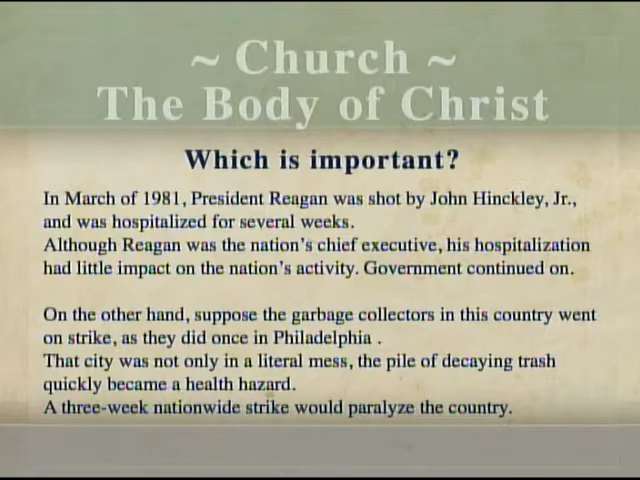 ~ Church ~
The Body of Christ
Which is important?
In March of 1981, President Reagan was shot by John Hinckley, Jr.,
and was hospitalized for several weeks.
Although Reagan was the nation's chief executive, his hospitalization
had little impact on the nation's activity. Government continued on.
On the other hand, suppose the garbage collectors in this country went
on strike, as they did once in Philadelphia .
That city was not only in a literal mess, the pile of decaying trash
quickly became a health hazard.
A three-week nationwide strike would paralyze the country.